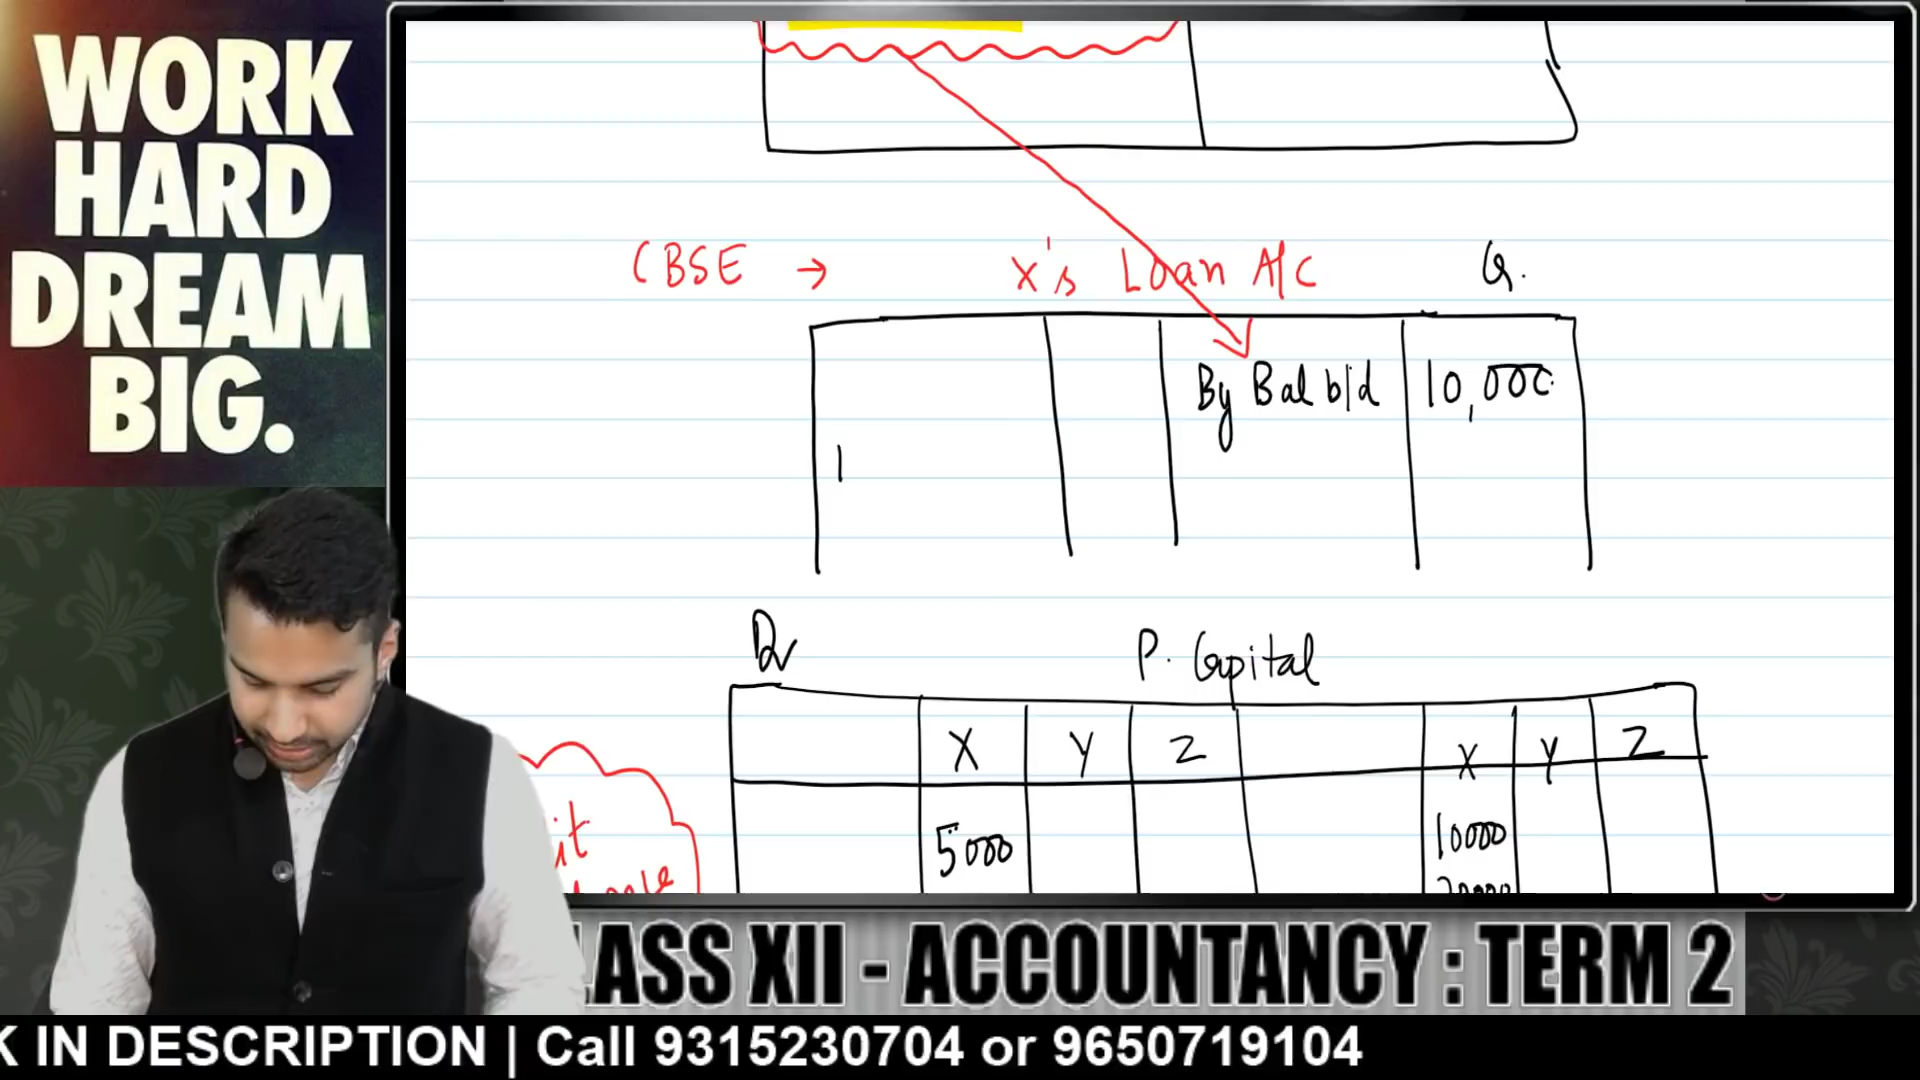 WORK
HARD
DREAM
BIG.
CBSE → X's Loan A/C Cr.
By Bal b/d 10,000
Dr P. Capital
X Y Z X Y Z
5000 10000
LASS XII - ACCOUNTANCY : TERM 2
K IN DESCRIPTION | Call 9315230704 or 9650719104